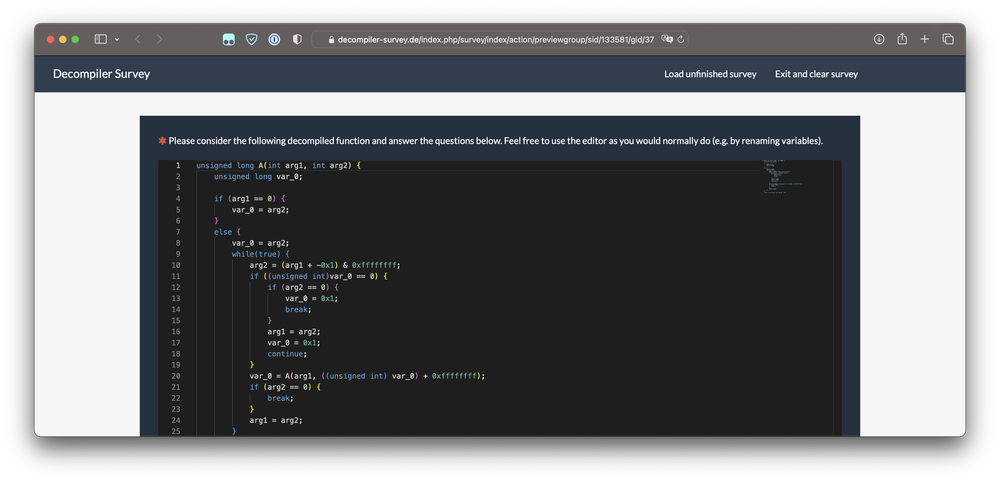 decompiler-survey.de/index.php/survey/index/action/previewgroup/sid/133581/gid/37
Decompiler Survey
Load unfinished survey
Exit and clear survey
✱ Please consider the following decompiled function and answer the questions below. Feel free to use the editor as you would normally do (e.g. by renaming variables).
1 unsigned long A(int arg1, int arg2) {
2 unsigned long var_0;
3
4 if (arg1 == 0) {
5 var_0 = arg2;
6 }
7 else {
8 var_0 = arg2;
9 while(true) {
10 arg2 = (arg1 + -0x1) & 0xffffffff;
11 if ((unsigned int)var_0 == 0) {
12 if (arg2 == 0) {
13 var_0 = 0x1;
14 break;
15 }
16 arg1 = arg2;
17 var_0 = 0x1;
18 continue;
19 }
20 var_0 = A(arg1, ((unsigned int) var_0) + 0xffffffff);
21 if (arg2 == 0) {
22 break;
23 }
24 arg1 = arg2;
25 }